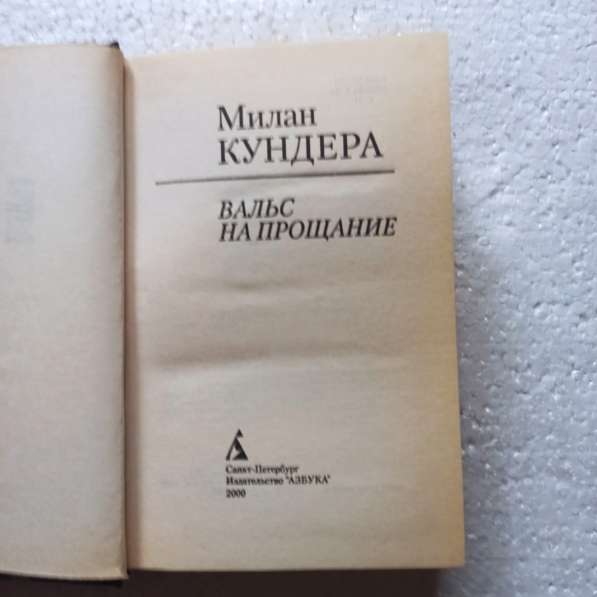 Милан
КУНДЕРА
ВАЛЬС
НА ПРОЩАНИЕ
Санкт-Петербург
Издательство "АЗБУКА"
2000